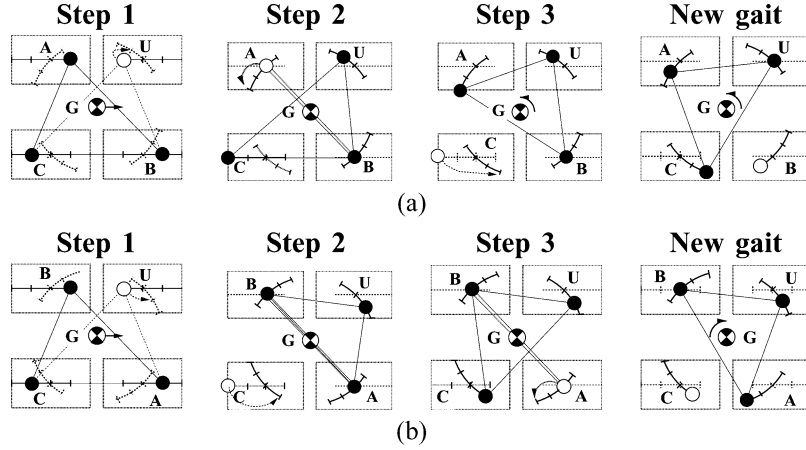 Step 1 Step 2 Step 3 New gait
A U A U A U A U
G G G G
C B C B C B C B
(a)
Step 1 Step 2 Step 3 New gait
B U B U B U B U
G G G G
C A C A C A C A
(b)